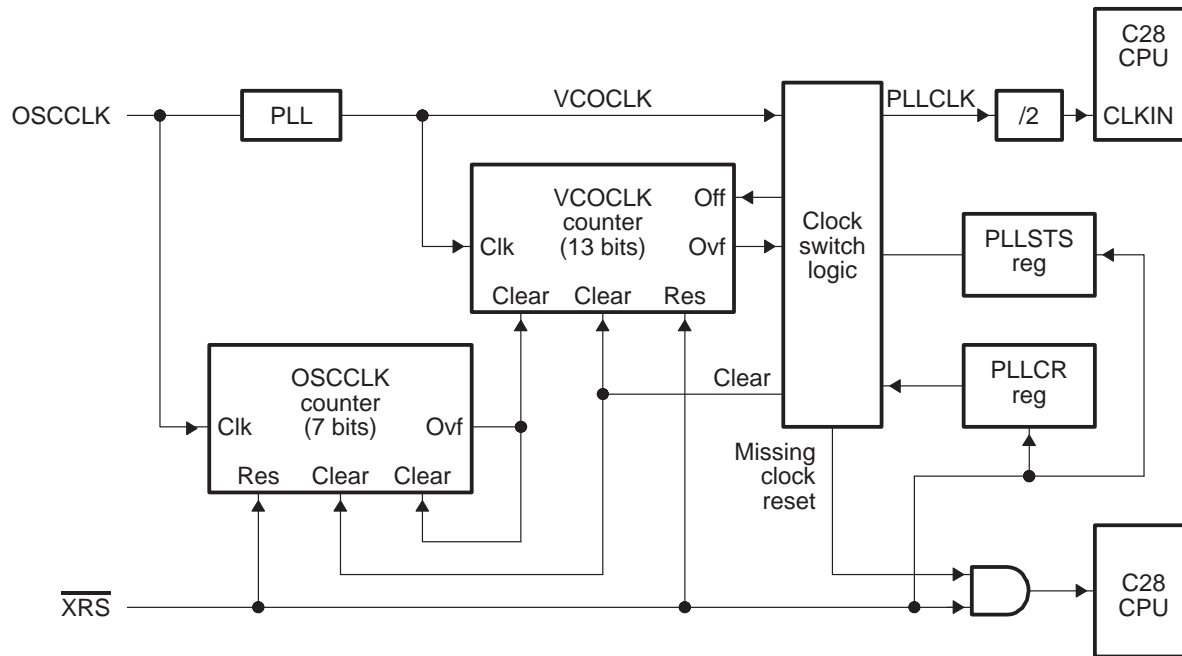 C28
CPU
CLKIN
OSCCLK
PLL
VCOCLK
PLLCLK
/2
VCOCLK
counter
(13 bits)
Off
Clk
Ovf
Clear
Clear
Res
Clock
switch
logic
PLLSTS
reg
OSCCLK
counter
(7 bits)
Clk
Ovf
Res
Clear
Clear
Clear
PLLCR
reg
Missing
clock
reset
XRS
C28
CPU